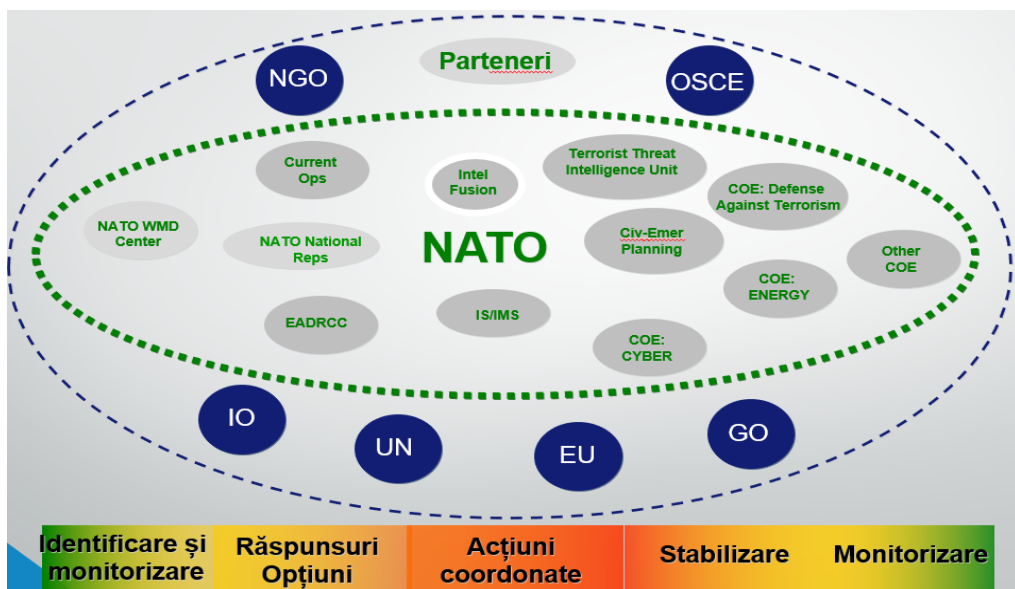 Parteneri
NGO
OSCE
Current
Ops
Intel
Fusion
Terrorist Threat
Intelligence Unit
COE: Defense
Against Terrorism
NATO WMD
Center
NATO National
Reps
NATO
Civ-Emer
Planning
Other
COE
COE:
ENERGY
EADRCC
IS/IMS
COE:
CYBER
IO
UN
EU
GO
Identificare și
monitorizare
Răspunsuri
Opțiuni
Acțiuni
coordonate
Stabilizare
Monitorizare